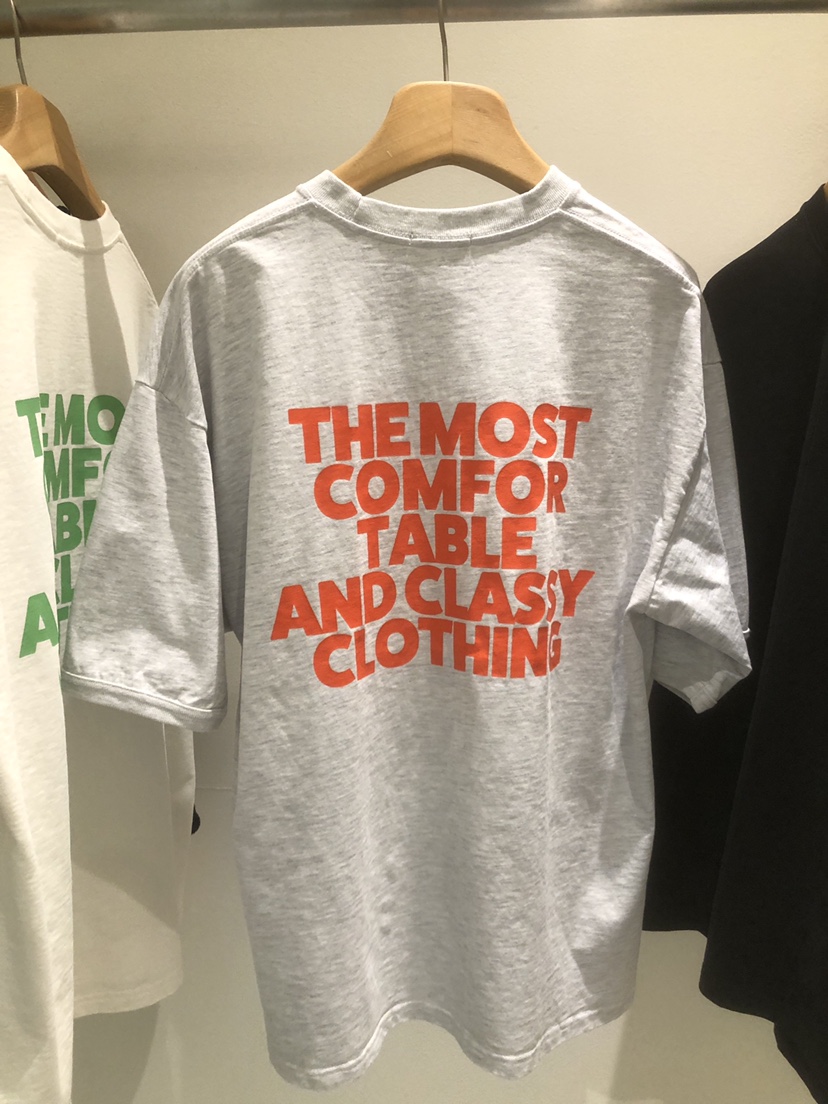 THE MOST
COMFOR
TABLE
AND CLASSY
CLOTHING